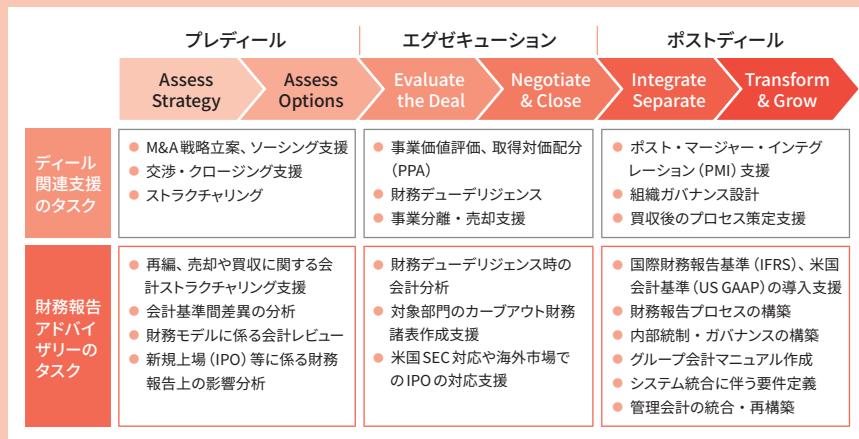 プレディール
エグゼキューション
ポストディール
Assess
Strategy
Assess
Options
Evaluate
the Deal
Negotiate
& Close
Integrate
Separate
Transform
& Grow
ディール
関連支援
のタスク
● M&A戦略立案、ソーシング支援
● 交渉・クロージング支援
● ストラクチャリング
● 事業価値評価、取得対価配分
（PPA）
● 財務デューデリジェンス
● 事業分離・売却支援
● ポスト・マージャー・インテグ
レーション（PMI）支援
● 組織ガバナンス設計
● 買収後のプロセス策定支援
財務報告
アドバイ
ザリーの
タスク
● 再編、売却や買収に関する会
計ストラクチャリング支援
● 会計基準間差異の分析
● 財務モデルに係る会計レビュー
● 新規上場（IPO）等に係る財務
報告上の影響分析
● 財務デューデリジェンス時の
会計分析
● 対象部門のカーブアウト財務
諸表作成支援
● 米国SEC対応や海外市場で
のIPOの対応支援
● 国際財務報告基準（IFRS）、米国
会計基準（US GAAP）の導入支援
● 財務報告プロセスの構築
● 内部統制・ガバナンスの構築
● グループ会計マニュアル作成
● システム統合に伴う要件定義
● 管理会計の統合・再構築